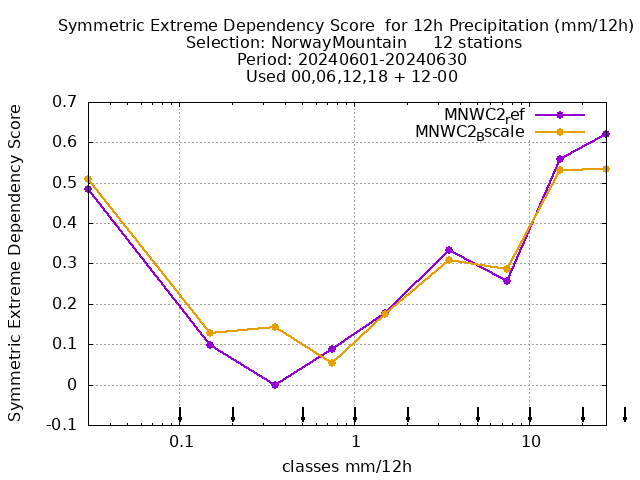 Symmetric Extreme Dependency Score  for 12h Precipitation (mm/12h)
Selection: NorwayMountain     12 stations
Period: 20240601-20240630
Used 00,06,12,18 + 12-00
MNWC2_ref
MNWC2_Bscale
Symmetric Extreme Dependency Score
0.7
0.6
0.5
0.4
0.3
0.2
0.1
0
-0.1
0.1 1 10
classes mm/12h